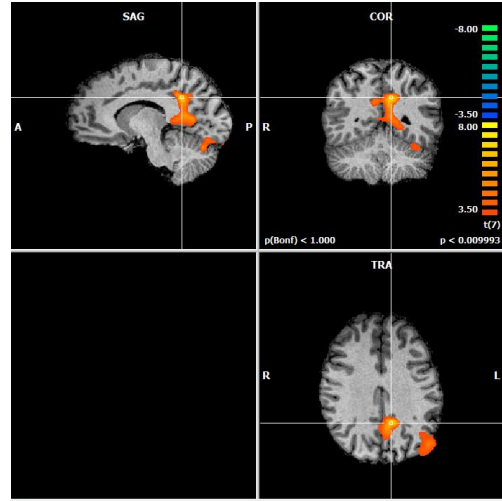 SAG
A
P
COR
-8.00
-3.50
8.00
R
3.50
t(7)
p(Bonf) < 1.000
p < 0.009993
TRA
R
L